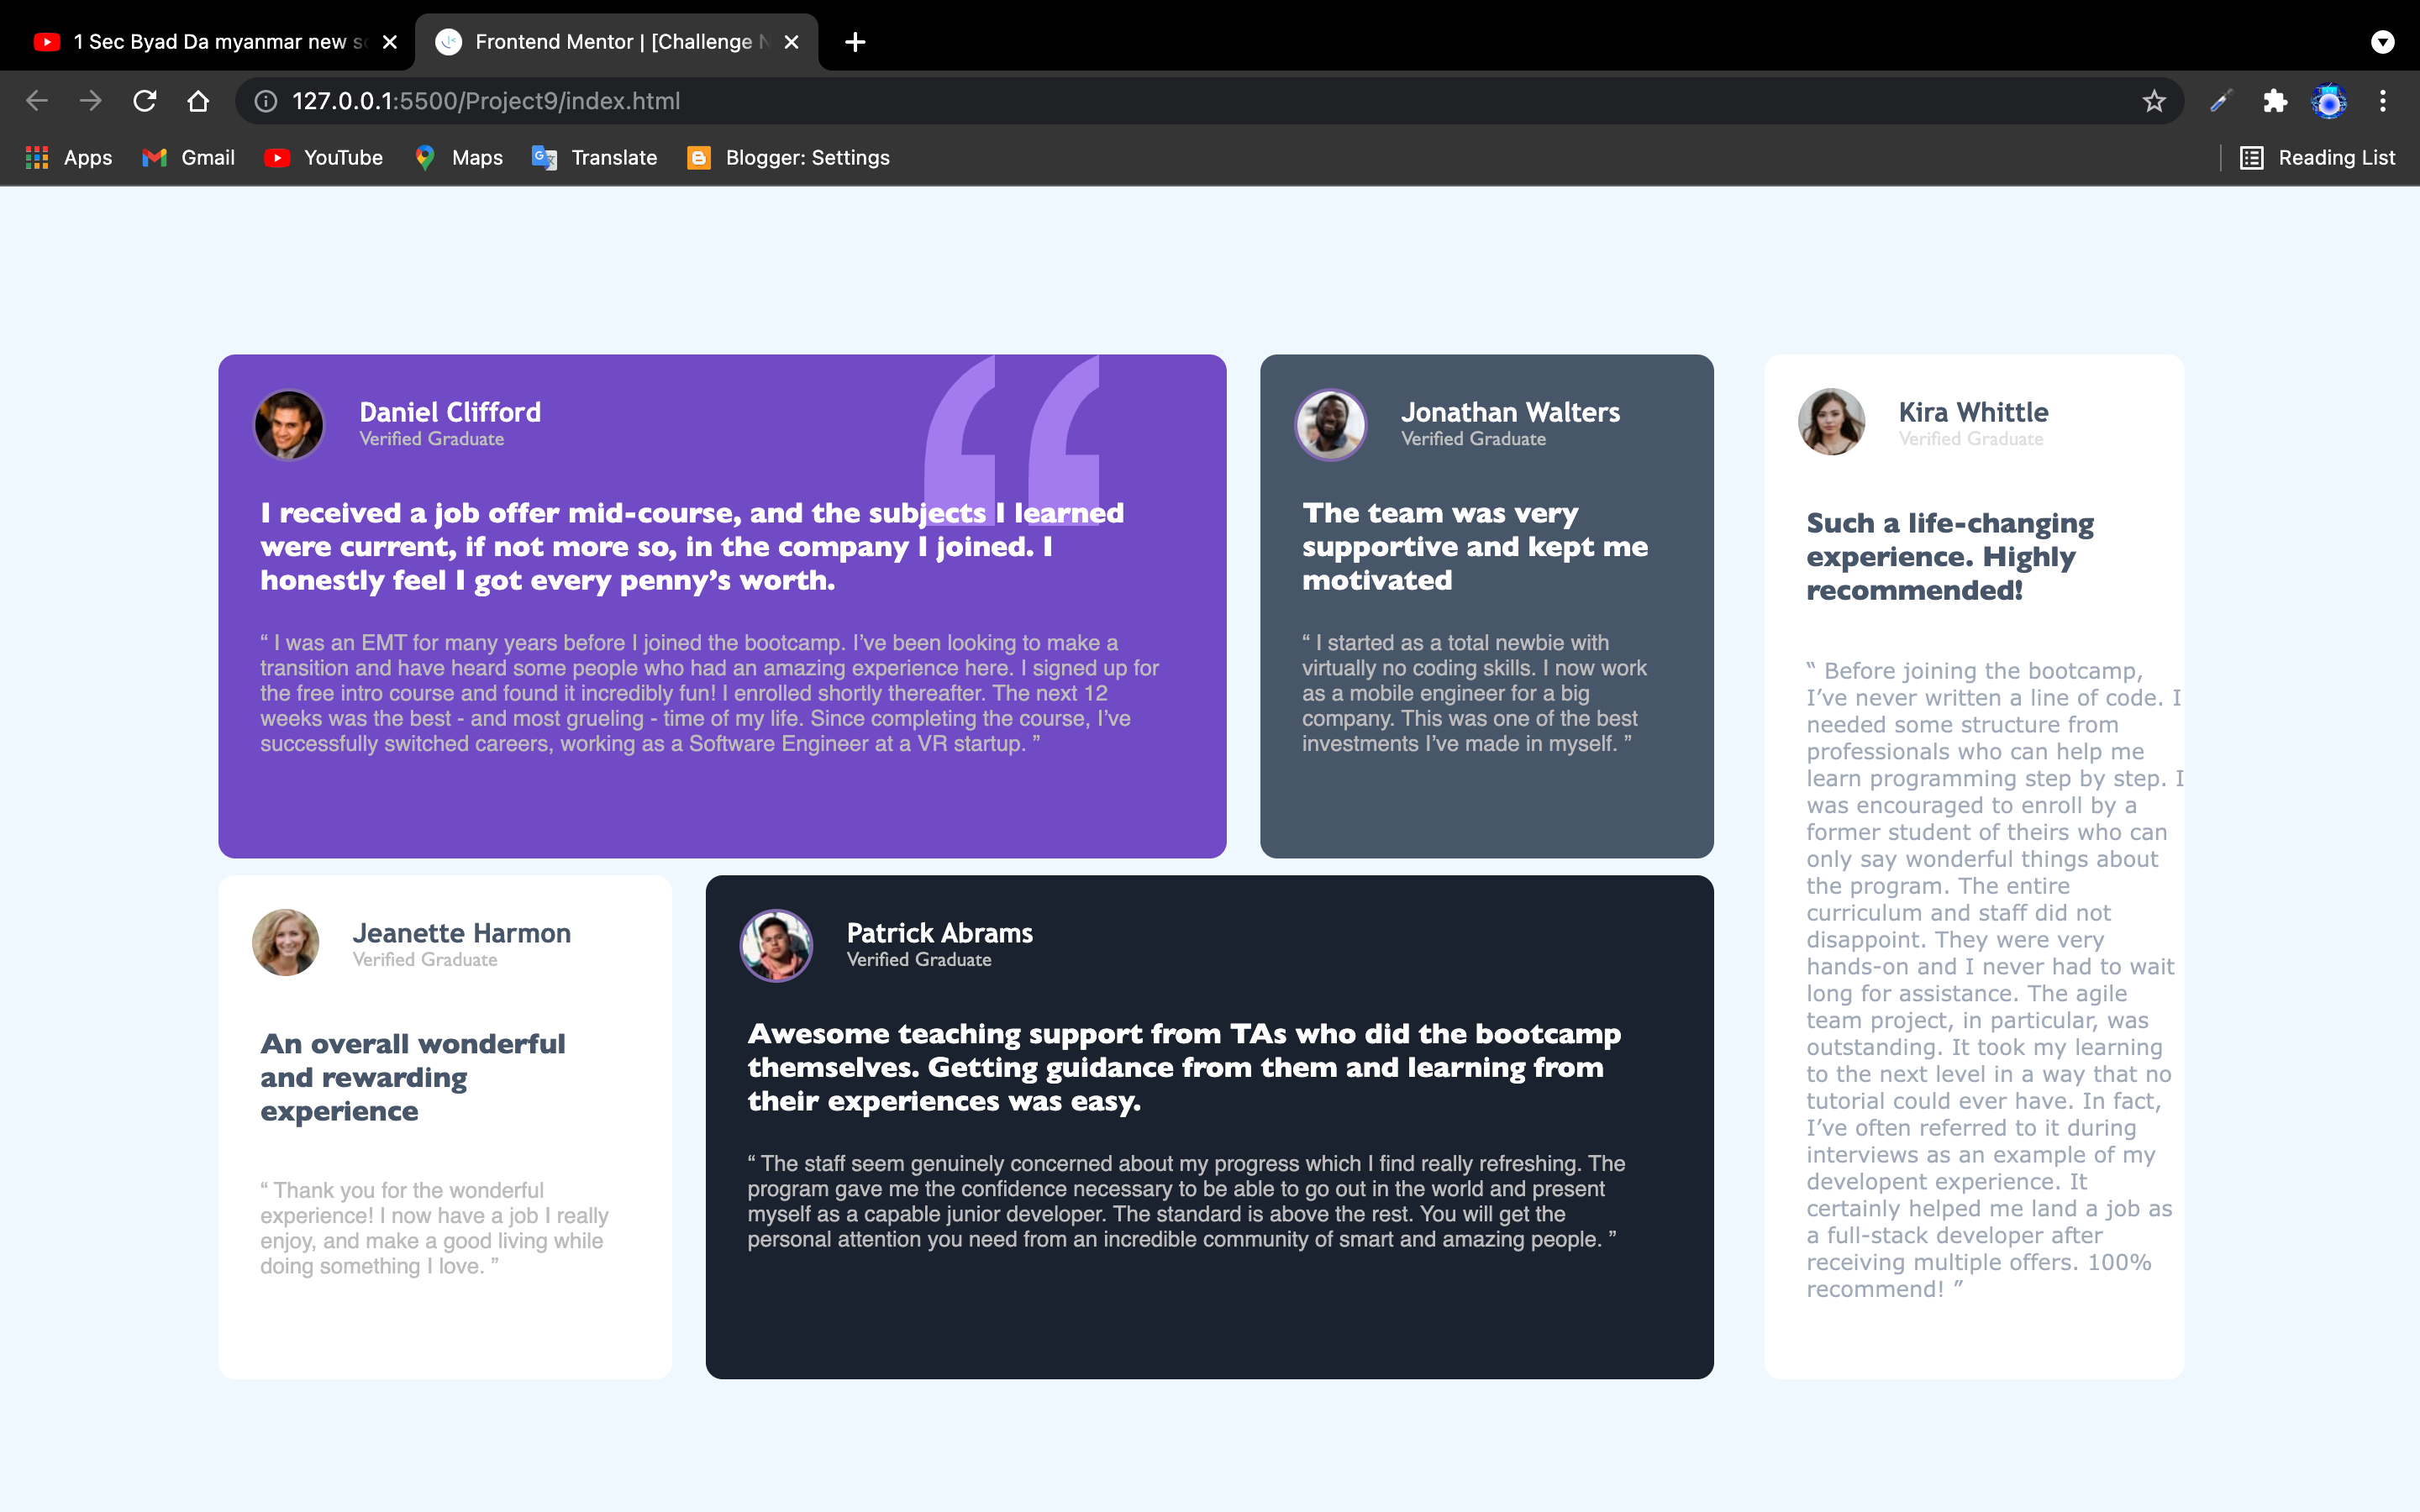 1 Sec Byad Da myanmar new s
Frontend Mentor | [Challenge N
127.0.0.1:5500/Project9/index.html
Apps
Gmail
YouTube
Maps
Translate
Blogger: Settings
Reading List
Daniel Clifford
Verified Graduate
I received a job offer mid-course, and the subjects I learned
were current, if not more so, in the company I joined. I
honestly feel I got every penny’s worth.
“ I was an EMT for many years before I joined the bootcamp. I’ve been looking to make a
transition and have heard some people who had an amazing experience here. I signed up for
the free intro course and found it incredibly fun! I enrolled shortly thereafter. The next 12
weeks was the best - and most grueling - time of my life. Since completing the course, I’ve
successfully switched careers, working as a Software Engineer at a VR startup. ”
Jonathan Walters
Verified Graduate
The team was very
supportive and kept me
motivated
“ I started as a total newbie with
virtually no coding skills. I now work
as a mobile engineer for a big
company. This was one of the best
investments I’ve made in myself. ”
Kira Whittle
Verified Graduate
Such a life-changing
experience. Highly
recommended!
“ Before joining the bootcamp,
I’ve never written a line of code. I
needed some structure from
professionals who can help me
learn programming step by step. I
was encouraged to enroll by a
former student of theirs who can
only say wonderful things about
the program. The entire
curriculum and staff did not
disappoint. They were very
hands-on and I never had to wait
long for assistance. The agile
team project, in particular, was
outstanding. It took my learning
to the next level in a way that no
tutorial could ever have. In fact,
I’ve often referred to it during
interviews as an example of my
developent experience. It
certainly helped me land a job as
a full-stack developer after
receiving multiple offers. 100%
recommend! ”
Jeanette Harmon
Verified Graduate
An overall wonderful
and rewarding
experience
“ Thank you for the wonderful
experience! I now have a job I really
enjoy, and make a good living while
doing something I love. ”
Patrick Abrams
Verified Graduate
Awesome teaching support from TAs who did the bootcamp
themselves. Getting guidance from them and learning from
their experiences was easy.
“ The staff seem genuinely concerned about my progress which I find really refreshing. The
program gave me the confidence necessary to be able to go out in the world and present
myself as a capable junior developer. The standard is above the rest. You will get the
personal attention you need from an incredible community of smart and amazing people. ”